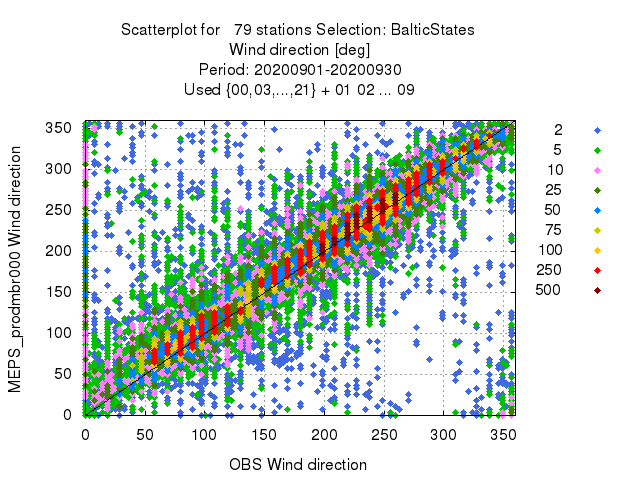 Scatterplot for   79 stations Selection: BalticStates
Wind direction [deg]
Period: 20200901-20200930
Used {00,03,...,21} + 01 02 ... 09
MEPS_prodmbr000 Wind direction
350
300
250
200
150
100
50
0
0 50 100 150 200 250 300 350
OBS Wind direction
2
5
10
25
50
75
100
250
500